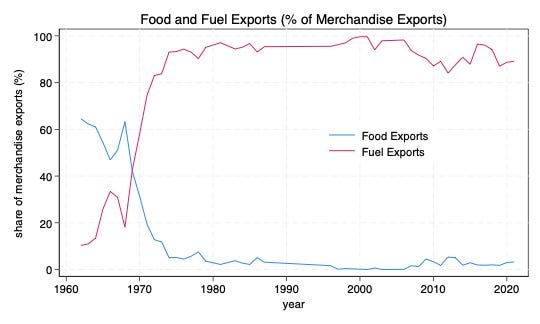 Food and Fuel Exports (% of Merchandise Exports)
share of merchandise exports (%)
100
80
60
40
20
0
Food Exports
Fuel Exports
1960 1970 1980 1990 2000 2010 2020
year